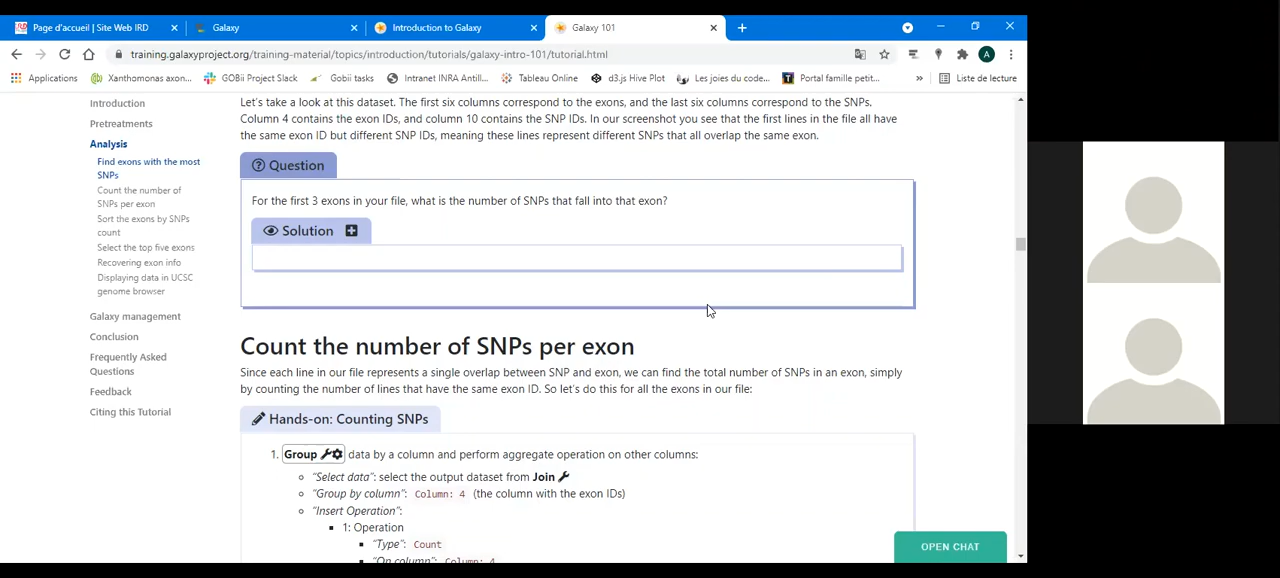 Page d'accueil | Site Web IRD
Galaxy
Introduction to Galaxy
Galaxy 101
training.galaxyproject.org/training-material/topics/introduction/tutorials/galaxy-intro-101/tutorial.html
A
Applications
Xanthomonas axon...
GOBii Project Slack
Gobii tasks
Intranet INRA Antill...
Tableau Online
d3.js Hive Plot
Les joies du code...
Portal famille petit...
»
Liste de lecture
Introduction
Pretreatments
Analysis
Find exons with the most
SNPs
Count the number of
SNPs per exon
Sort the exons by SNPs
count
Select the top five exons
Recovering exon info
Displaying data in UCSC
genome browser
Galaxy management
Conclusion
Frequently Asked
Questions
Feedback
Citing this Tutorial
Let's take a look at this dataset. The first six columns correspond to the exons, and the last six columns correspond to the SNPs.
Column 4 contains the exon IDs, and column 10 contains the SNP IDs. In our screenshot you see that the first lines in the file all have
the same exon ID but different SNP IDs, meaning these lines represent different SNPs that all overlap the same exon.
Question
For the first 3 exons in your file, what is the number of SNPs that fall into that exon?
Solution
Count the number of SNPs per exon
Since each line in our file represents a single overlap between SNP and exon, we can find the total number of SNPs in an exon, simply
by counting the number of lines that have the same exon ID. So let's do this for all the exons in our file:
Hands-on: Counting SNPs
1. Group data by a column and perform aggregate operation on other columns:
"Select data": select the output dataset from Join
"Group by column": Column: 4 (the column with the exon IDs)
"Insert Operation":
1: Operation
"Type": Count
"On column": Column: 4
OPEN CHAT